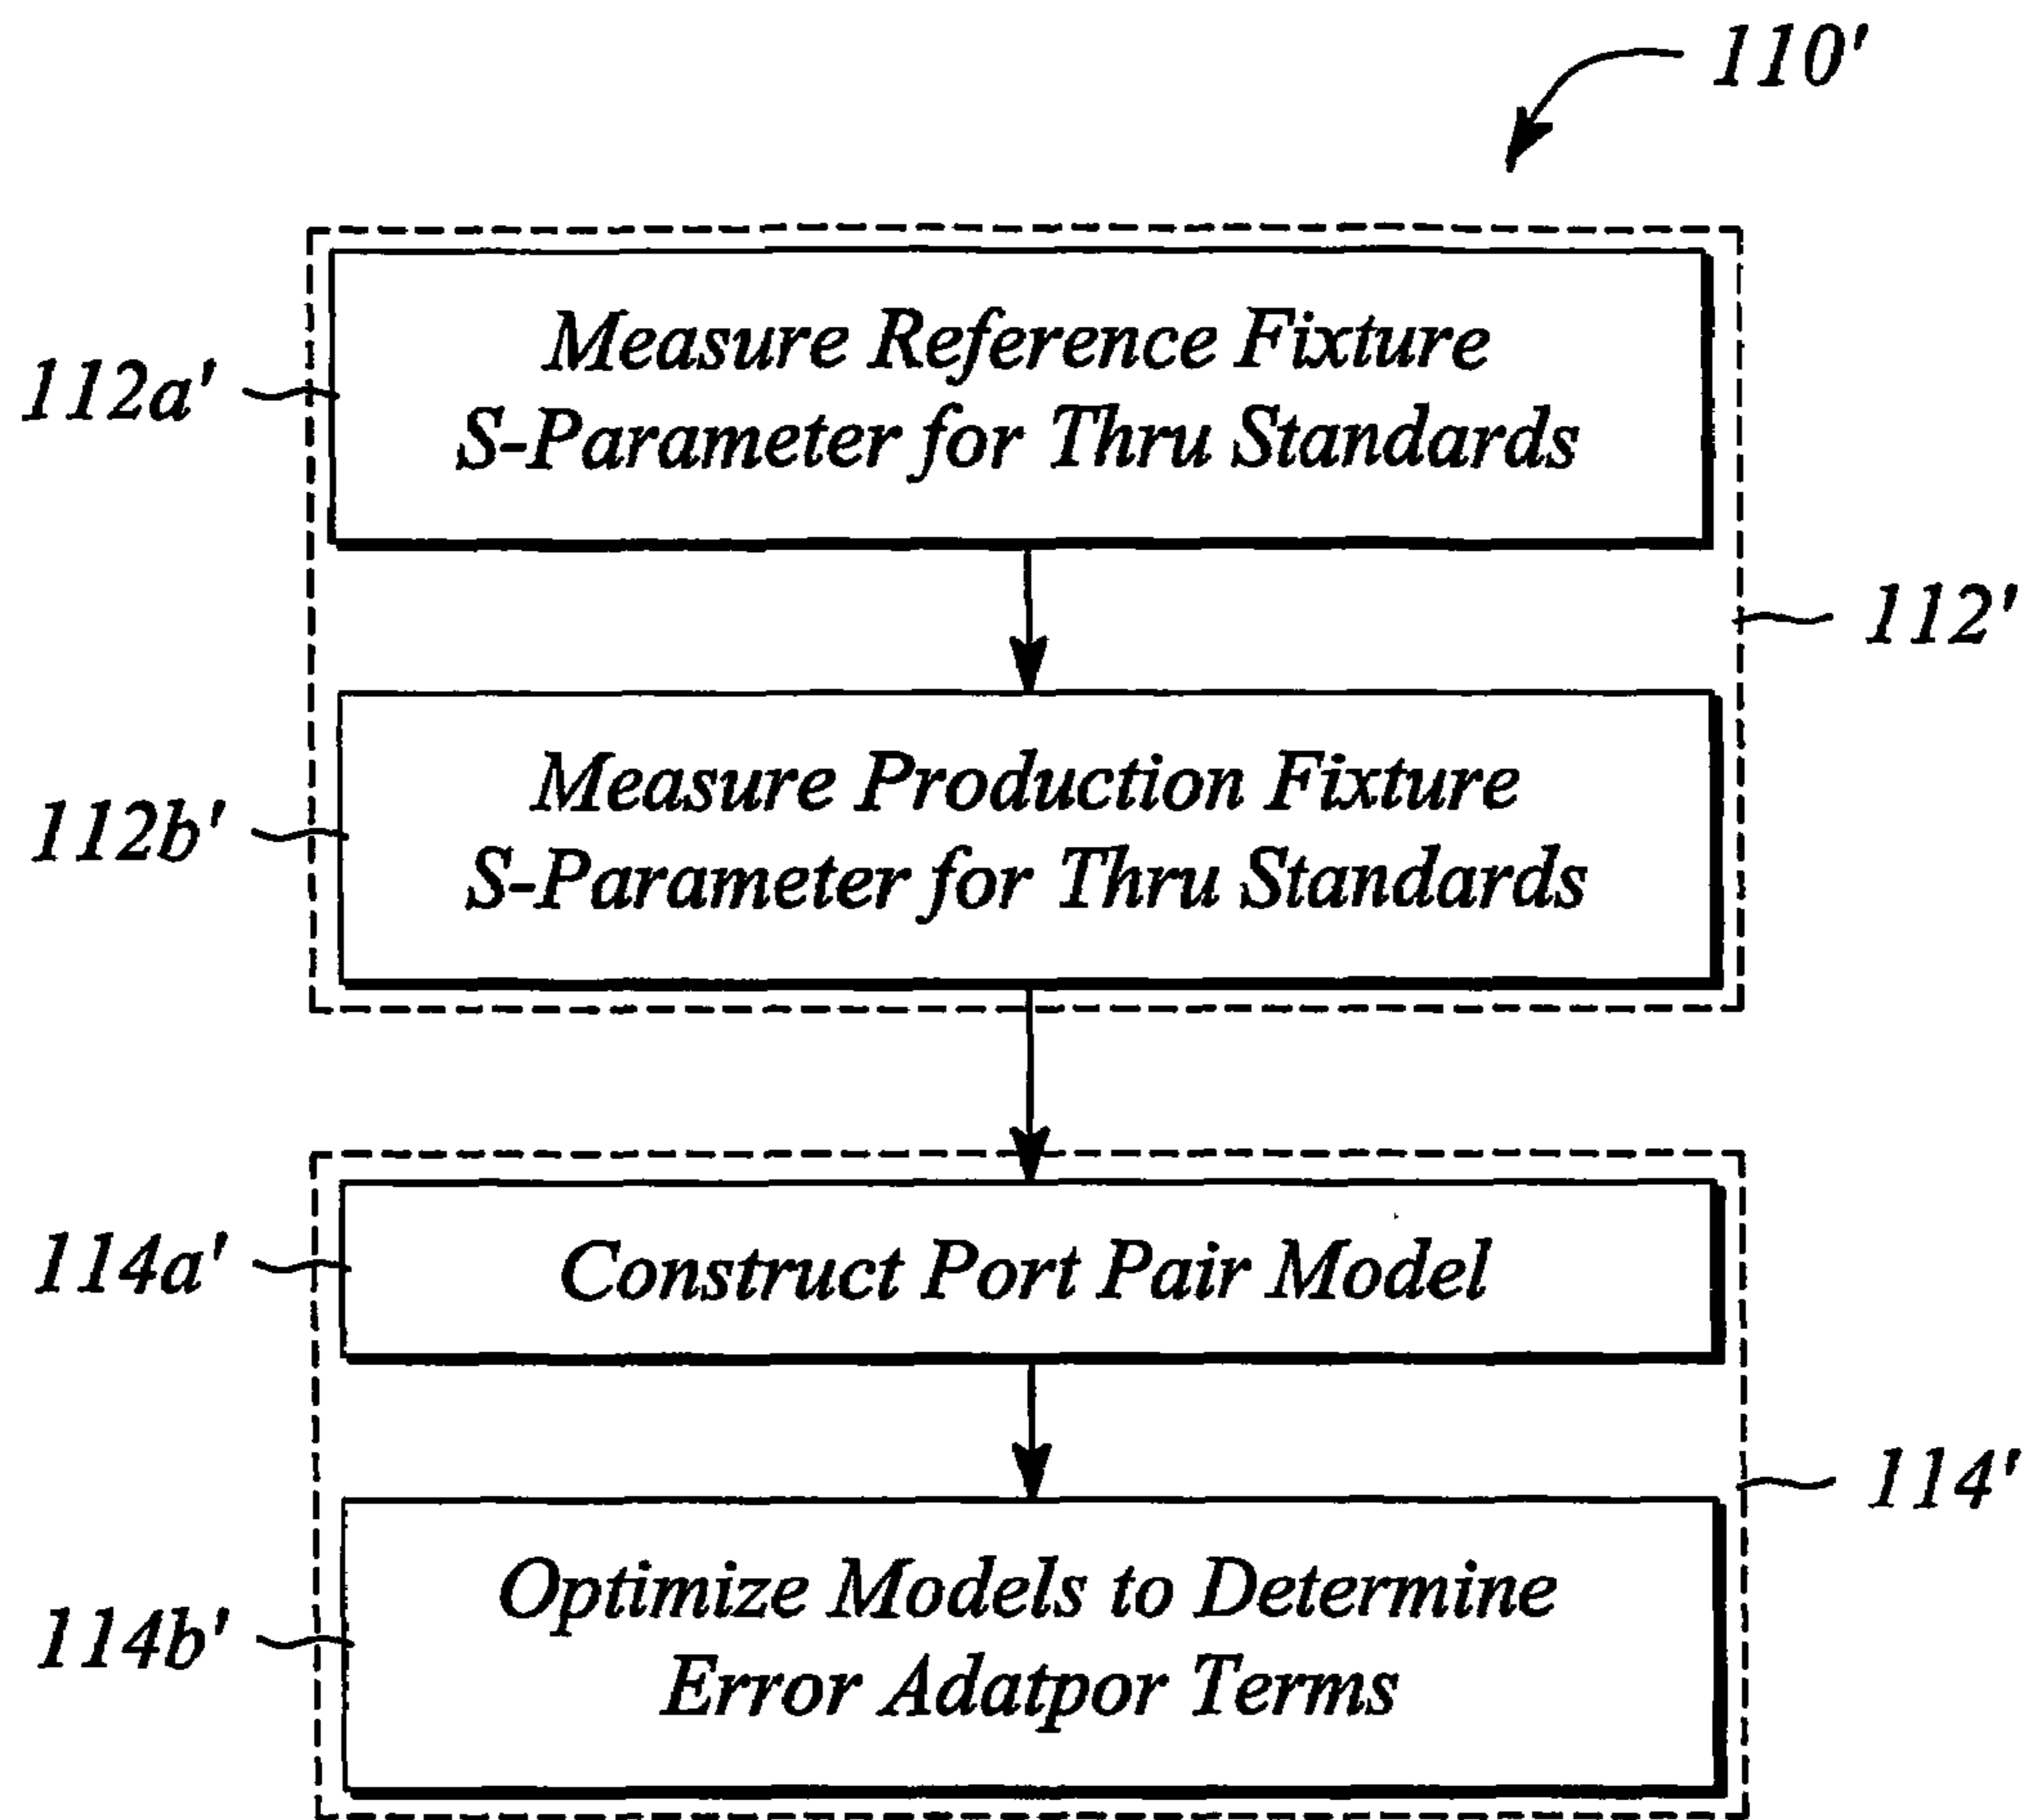 110'
Measure Reference Fixture
S-Parameter for Thru Standards
112a'
112'
Measure Production Fixture
S-Parameter for Thru Standards
112b'
Construct Port Pair Model
114a'
114'
Optimize Models to Determine
Error Adatpor Terms
114b'